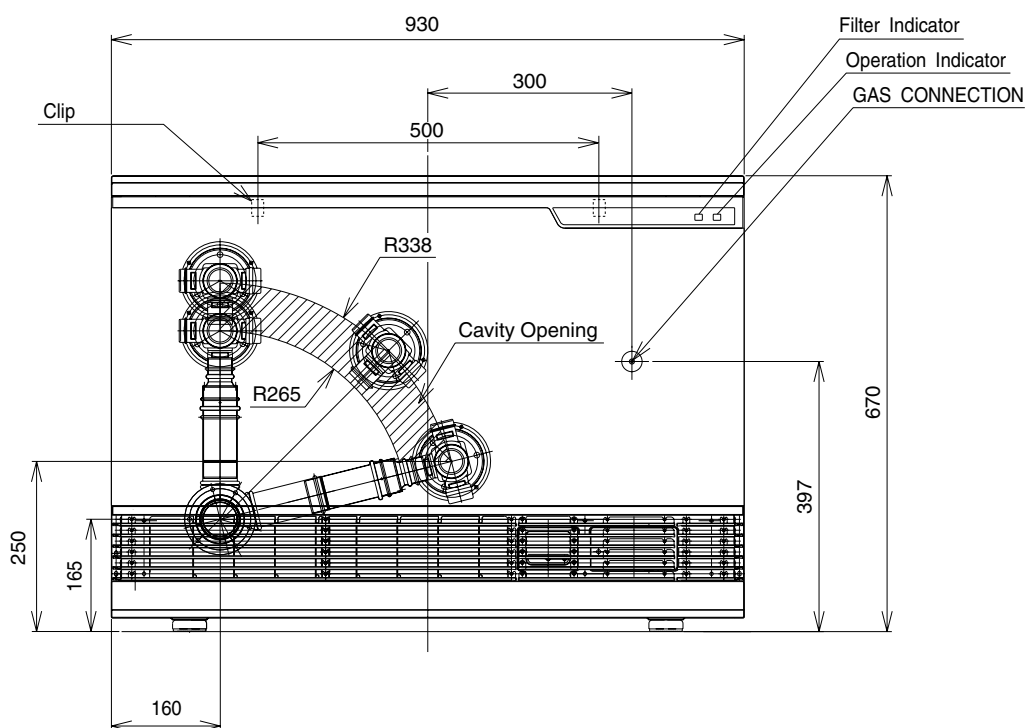 930
Filter Indicator
Operation Indicator
300
GAS CONNECTION
Clip
500
R338
Cavity Opening
R265
670
397
250
165
160